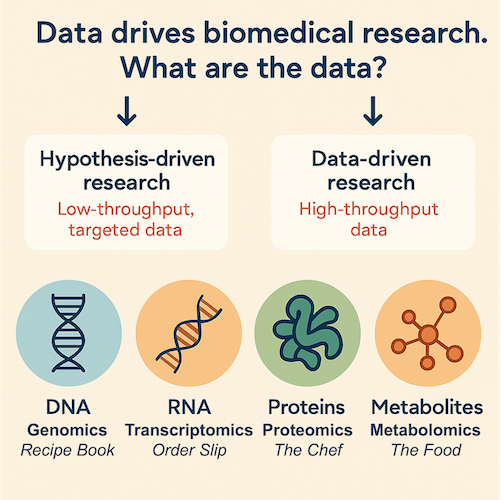 Data drives biomedical research.
What are the data?
Hypothesis-driven
research
Low-throughput,
targeted data
Data-driven
research
High-throughput
data
DNA
Genomics
Recipe Book
RNA
Transcriptomics
Order Slip
Proteins
Proteomics
The Chef
Metabolites
Metabolomics
The Food